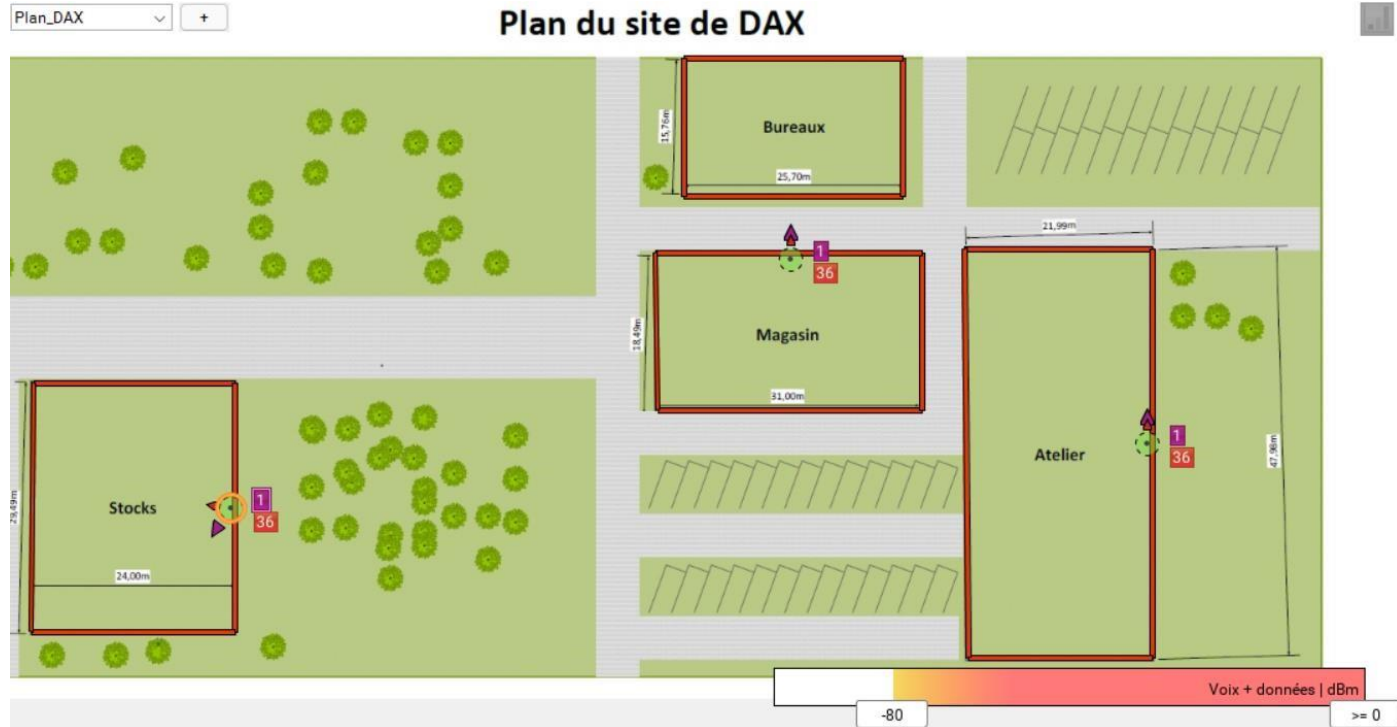 Plan_DAX
+
Plan du site de DAX
15,76m
Bureaux
25,70m
21,99m
1
36
18,49m
Magasin
31,00m
1
36
47,98m
Atelier
29,49m
Stocks
1
36
24,00m
Voix + données | dBm
-80
>= 0